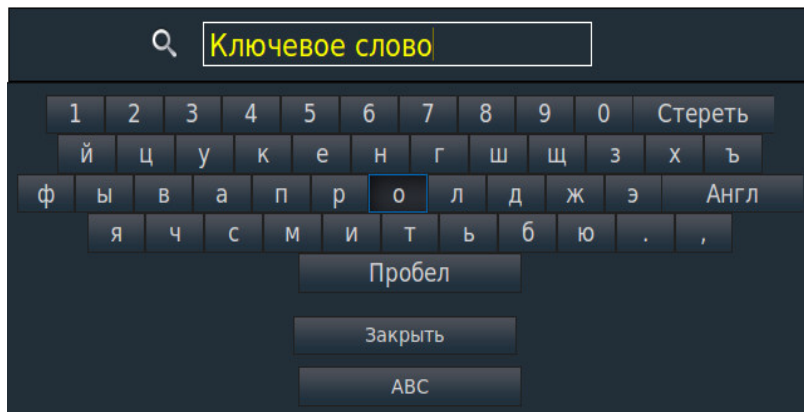 Ключевое слово
1 2 3 4 5 6 7 8 9 0 Стереть
й ц у к е н г ш щ з х ъ
ф ы в а п р о л д ж э Англ
я ч с м и т ь б ю . ,
Пробел
Закрыть
ABC